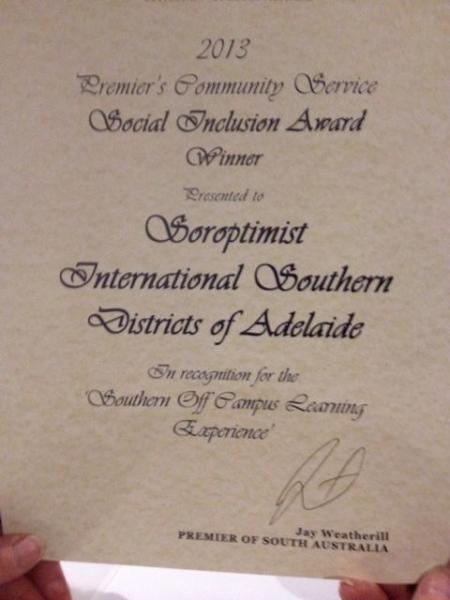 2013
Premier's Community Service
Social Inclusion Award
Winner
Presented to
Soroptimist
International Southern
Districts of Adelaide
In recognition for the
'Southern Off Campus Learning
Experience'
Jay Weatherill
PREMIER OF SOUTH AUSTRALIA